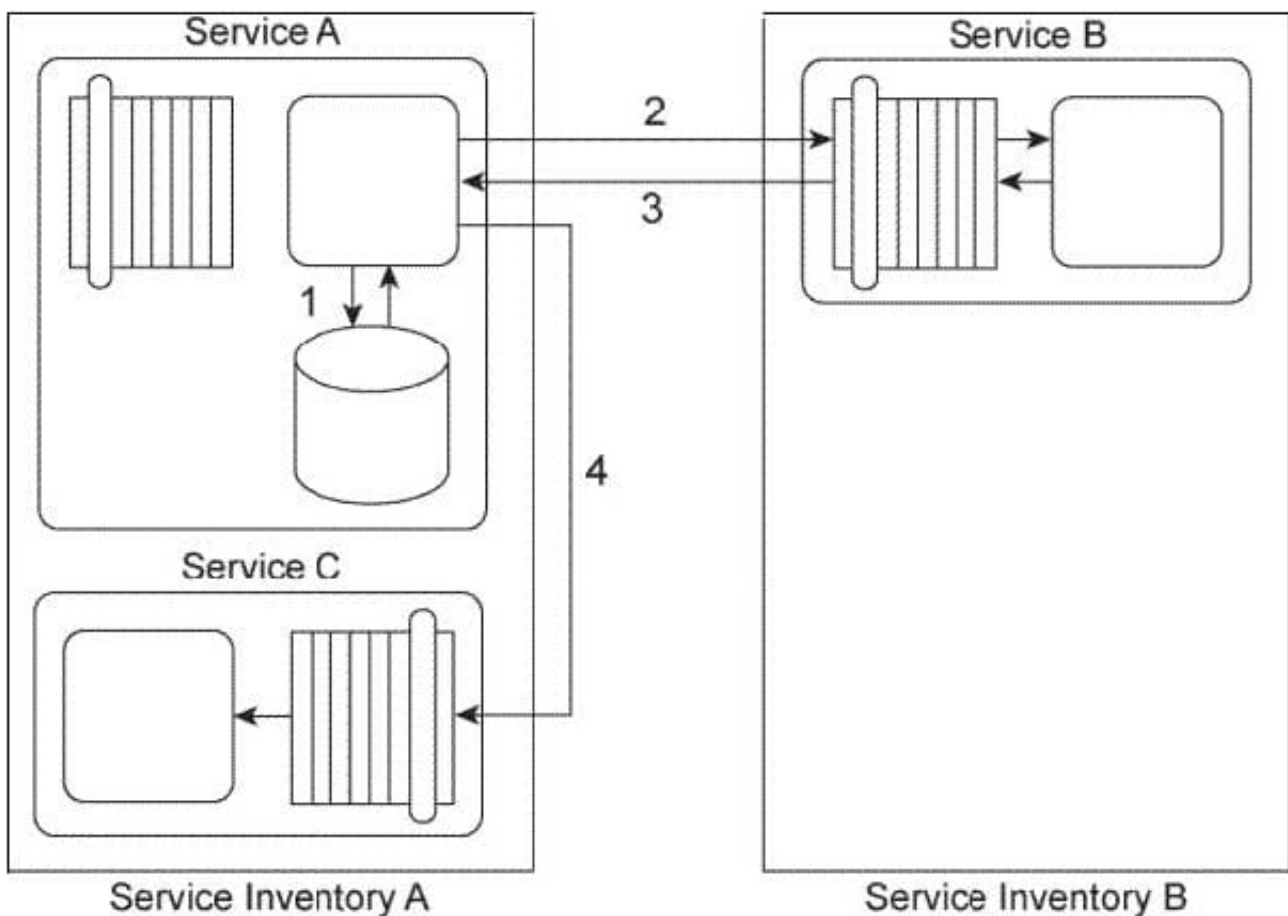 Service A
Service B
2
3
1
4
Service C
Service Inventory A
Service Inventory B